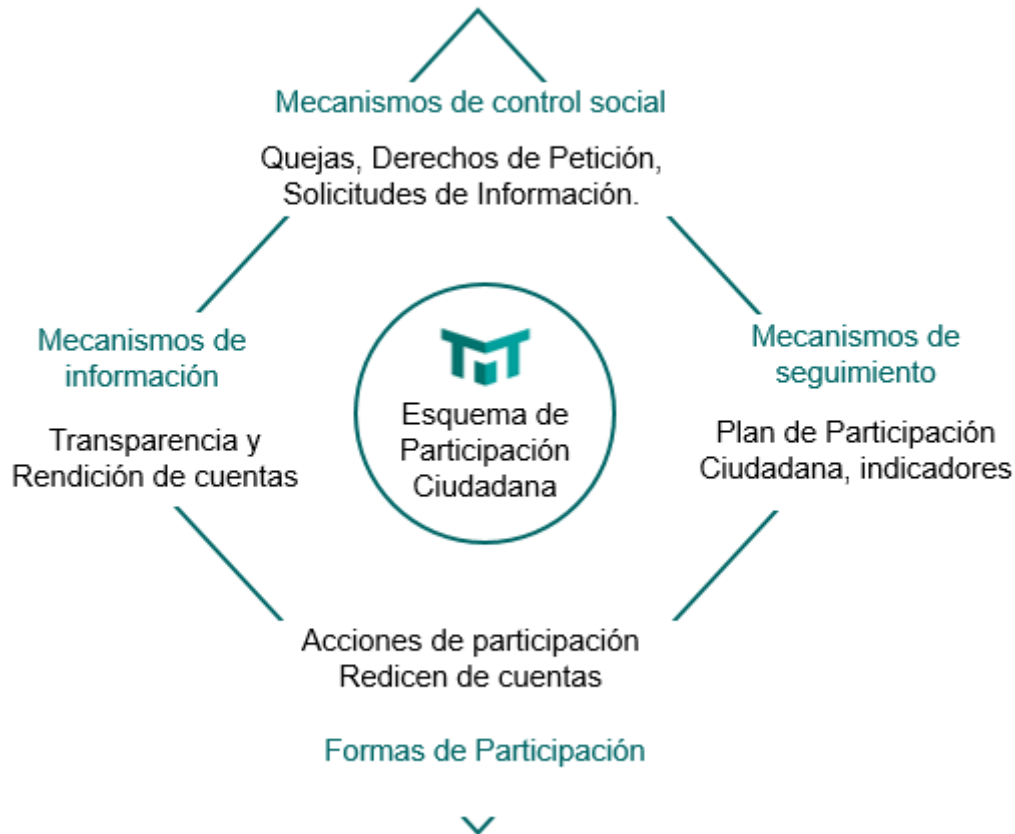 Mecanismos de control social
Quejas, Derechos de Petición,
Solicitudes de Información.
Mecanismos de
información
Transparencia y
Rendición de cuentas
Esquema de
Participación
Ciudadana
Mecanismos de
seguimiento
Plan de Participación
Ciudadana, indicadores
Acciones de participación
Redicen de cuentas
Formas de Participación